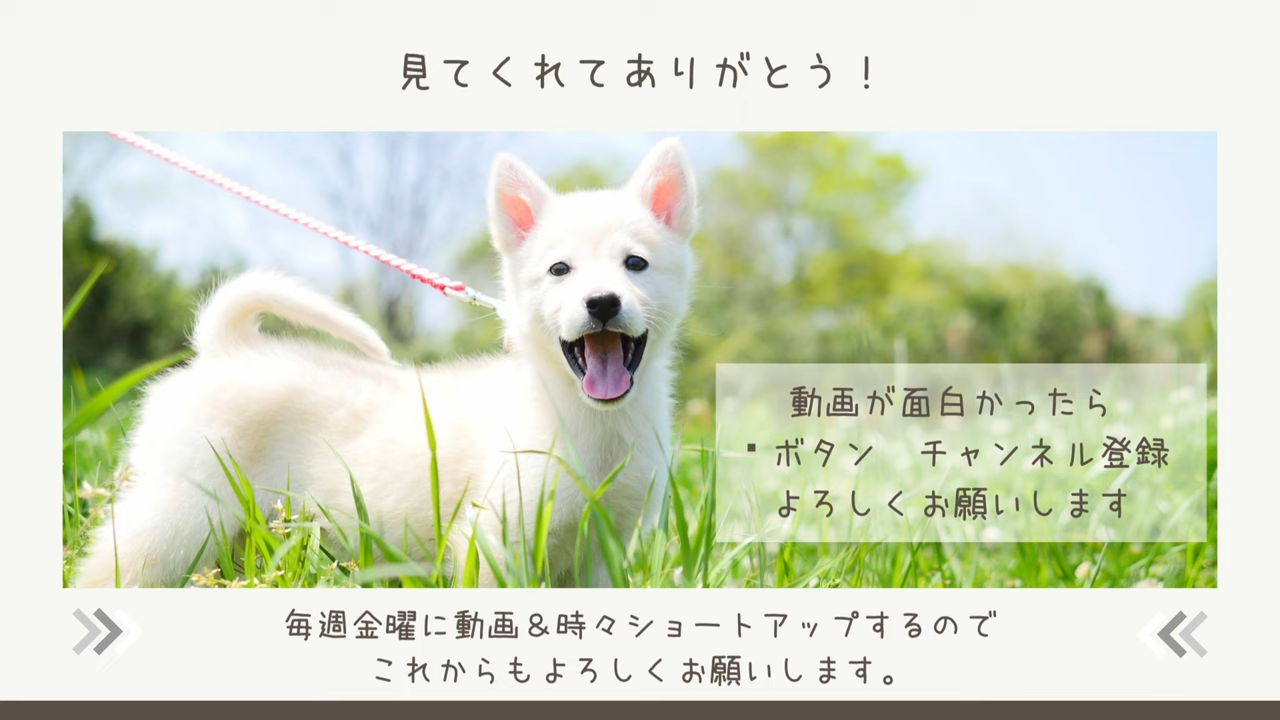 見てくれてありがとう！
動画が面白かったら
▪ボタン　チャンネル登録
よろしくお願いします
毎週金曜に動画＆時々ショートアップするので
これからもよろしくお願いします。